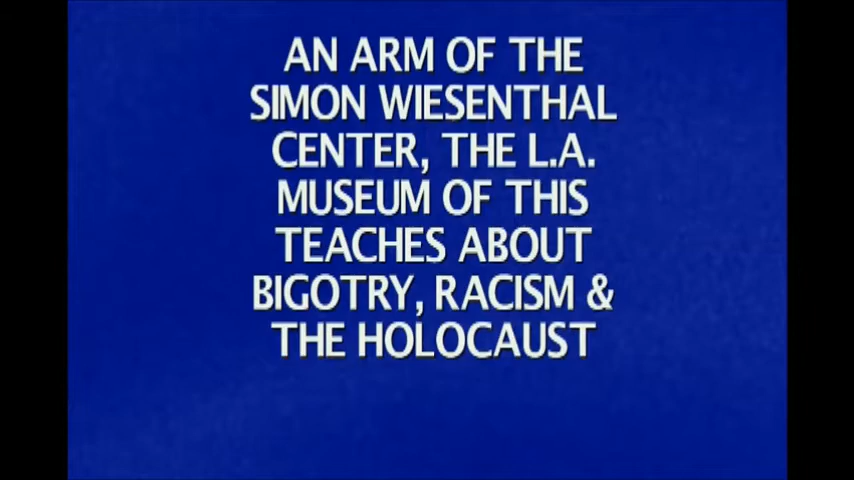 AN ARM OF THE
SIMON WIESENTHAL
CENTER, THE L.A.
MUSEUM OF THIS
TEACHES ABOUT
BIGOTRY, RACISM &
THE HOLOCAUST